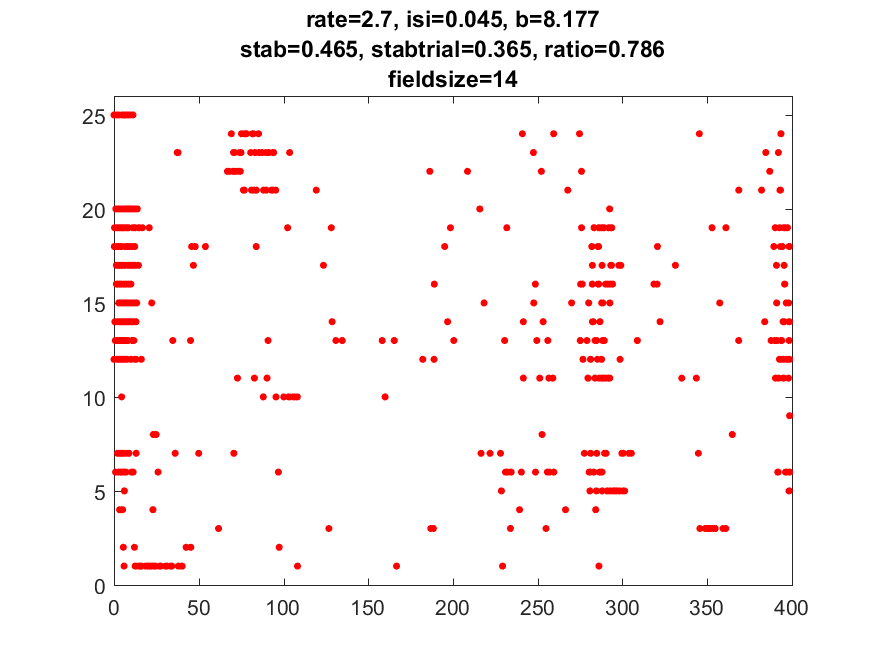 rate=2.7, isi=0.045, b=8.177
stab=0.465, stabtrial=0.365, ratio=0.786
fieldsize=14
25
20
15
10
5
0
0 50 100 150 200 250 300 350 400